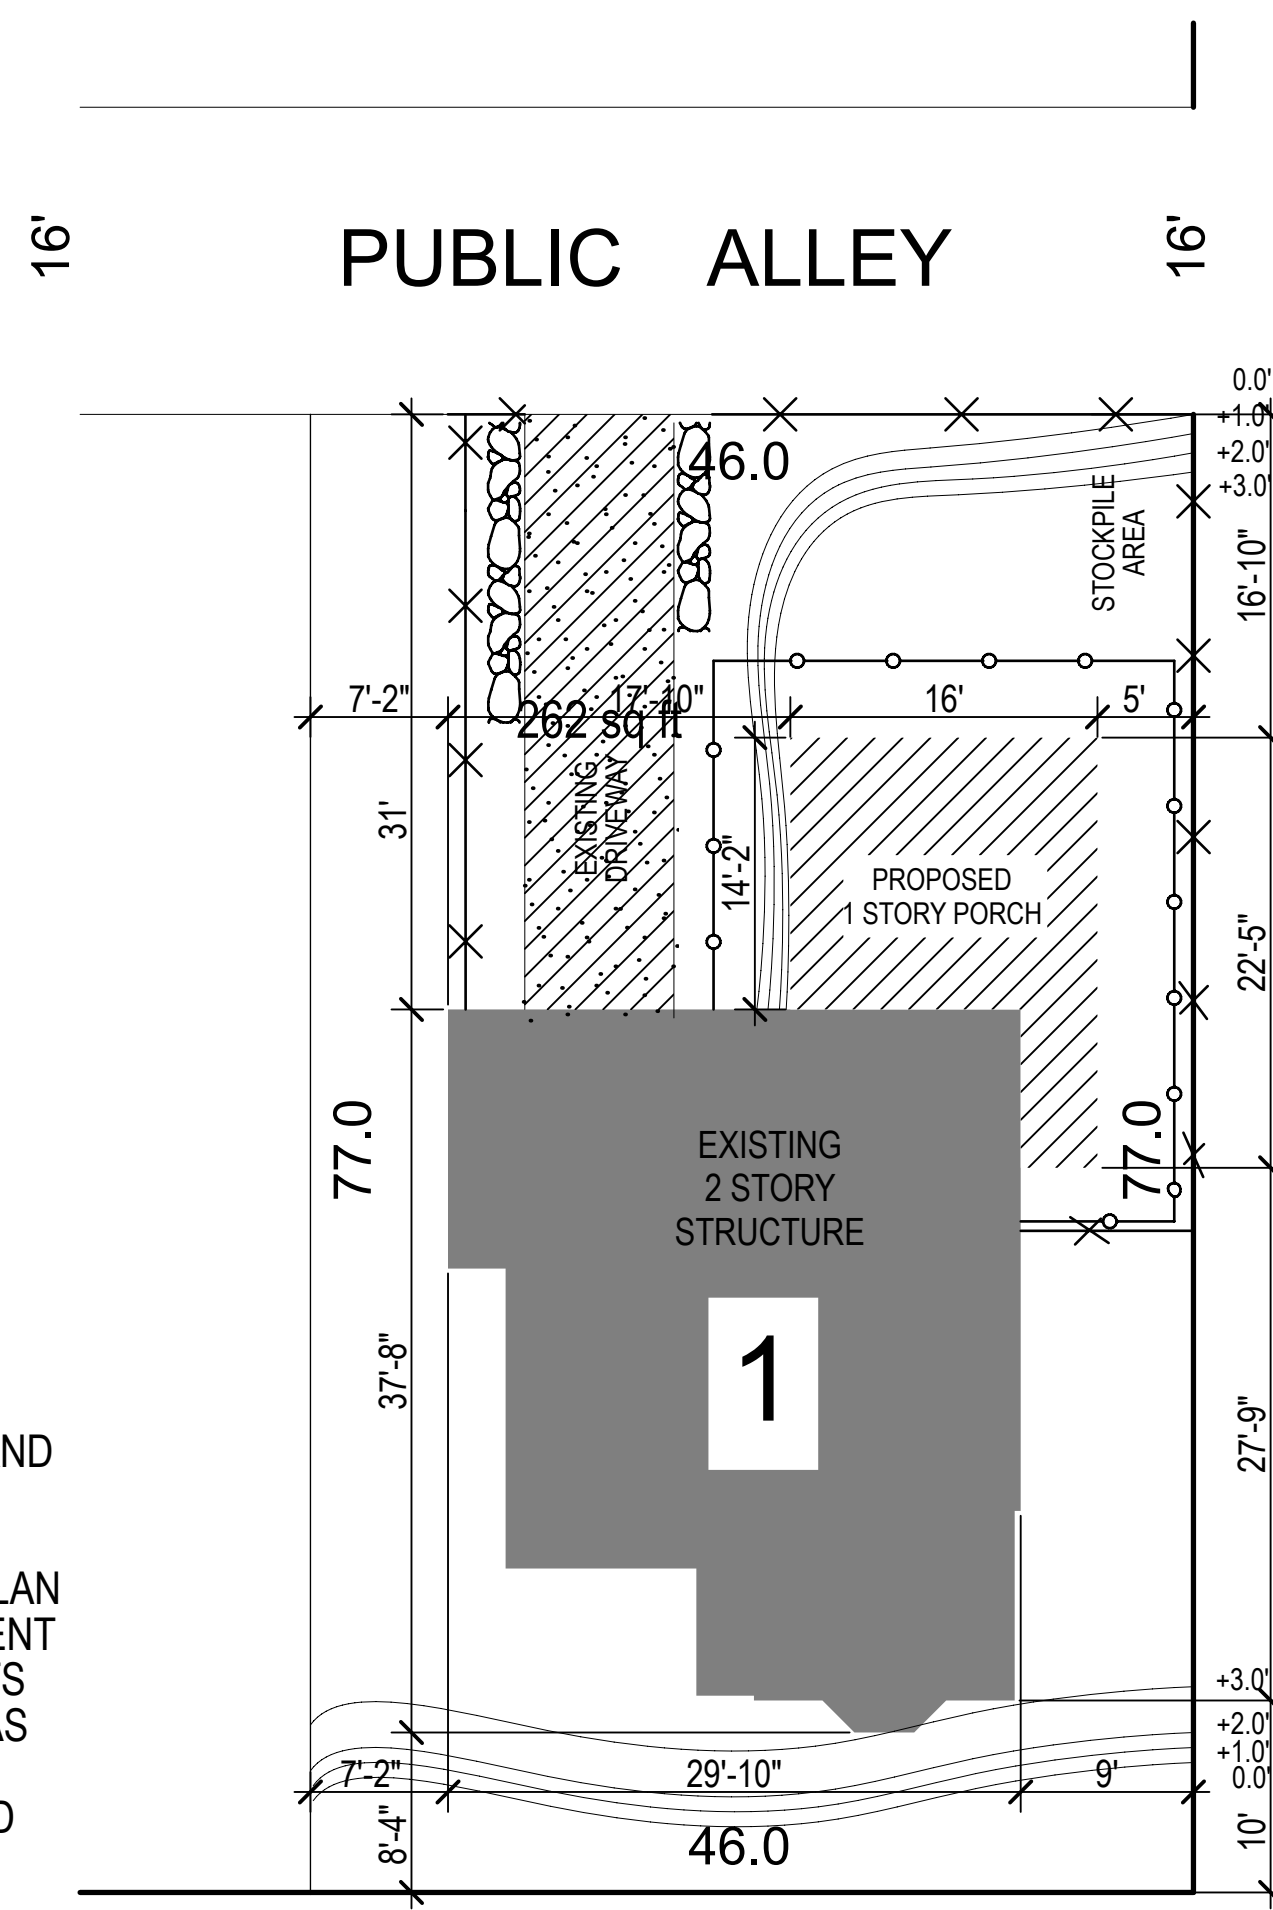 16'
PUBLIC ALLEY
16'
0.0'
+1.0'
+2.0'
+3.0'
46.0
STOCKPILE
AREA
16'-10"
7'-2"
17'-10"
16'
5'
262 sq ft
EXISTING
DRIVEWAY
31'
14'-2"
PROPOSED
1 STORY PORCH
22'-5"
77.0
77.0
EXISTING
2 STORY
STRUCTURE
1
37'-8"
27'-9"
ND
LAN
ENT
TS
AS
D
+3.0'
+2.0'
+1.0'
0.0'
7'-2"
29'-10"
9'
8'-4"
46.0
10'